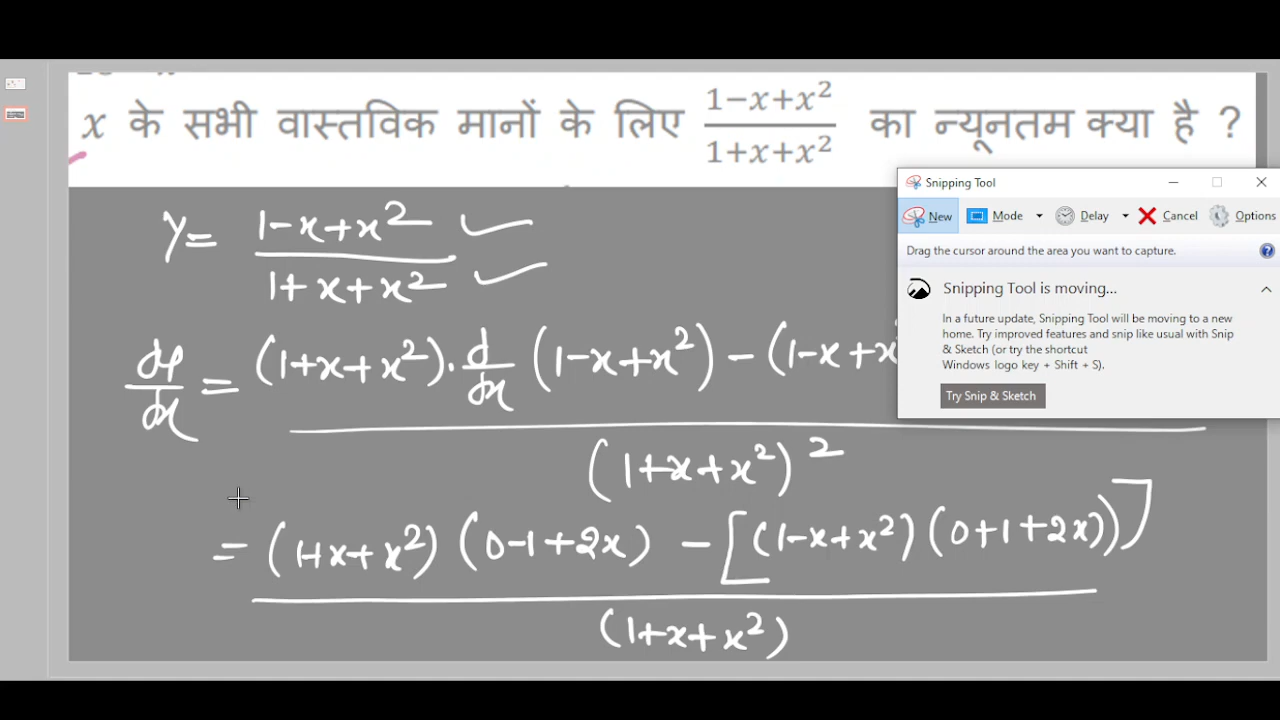 x के सभी वास्तविक मानों के लिए (1−x+x²)/(1+x+x²) का न्यूनतम क्या है ?
Snipping Tool
New Mode Delay Cancel Options
Drag the cursor around the area you want to capture.
Snipping Tool is moving...
In a future update, Snipping Tool will be moving to a new
home. Try improved features and snip like usual with Snip
& Sketch (or try the shortcut
Windows logo key + Shift + S).
Try Snip & Sketch
y = (1-x+x²)/(1+x+x²)
dy/dx = (1+x+x²)·d/dx (1-x+x²) - (1-x+x
(1+x+x²)²
= (1+x+x²)(0-1+2x) - [(1-x+x²)(0+1+2x))]
(1+x+x²)